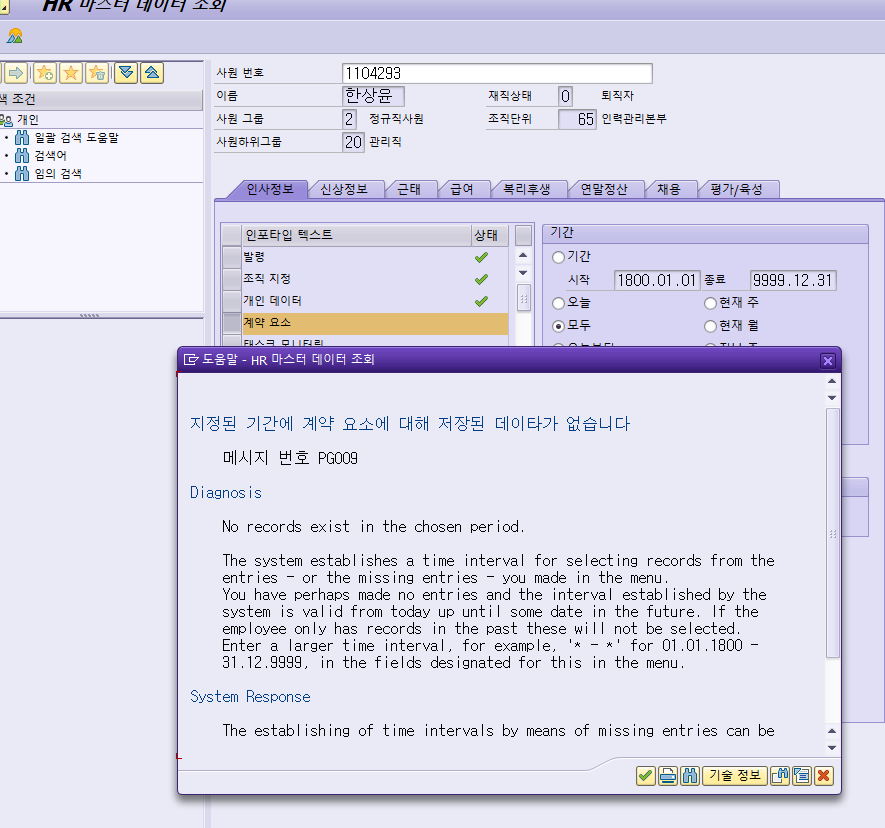 HR 마스터 데이터 조회
색 조건
개인
일괄 검색 도움말
검색어
임의 검색
사원 번호 1104293
이름 한상윤 재직상태 0 퇴직자
사원 그룹 2 정규직사원 조직단위 65 인력관리본부
사원하위그룹 20 관리직
인사정보 신상정보 근태 급여 복리후생 연말정산 채용 평가/육성
인포타입 텍스트 상태
발령
조직 지정
개인 데이터
계약 요소
태스크 모니터링
기간
기간
시작 1800.01.01 종료 9999.12.31
오늘 현재 주
모두 현재 월
도움말 - HR 마스터 데이터 조회
지정된 기간에 계약 요소에 대해 저장된 데이타가 없습니다
메시지 번호 PG009
Diagnosis
No records exist in the chosen period.
The system establishes a time interval for selecting records from the
entries - or the missing entries - you made in the menu.
You have perhaps made no entries and the interval established by the
system is valid from today up until some date in the future. If the
employee only has records in the past these will not be selected.
Enter a larger time interval, for example, '* - *' for 01.01.1800 -
31.12.9999, in the fields designated for this in the menu.
System Response
The establishing of time intervals by means of missing entries can be
기술 정보